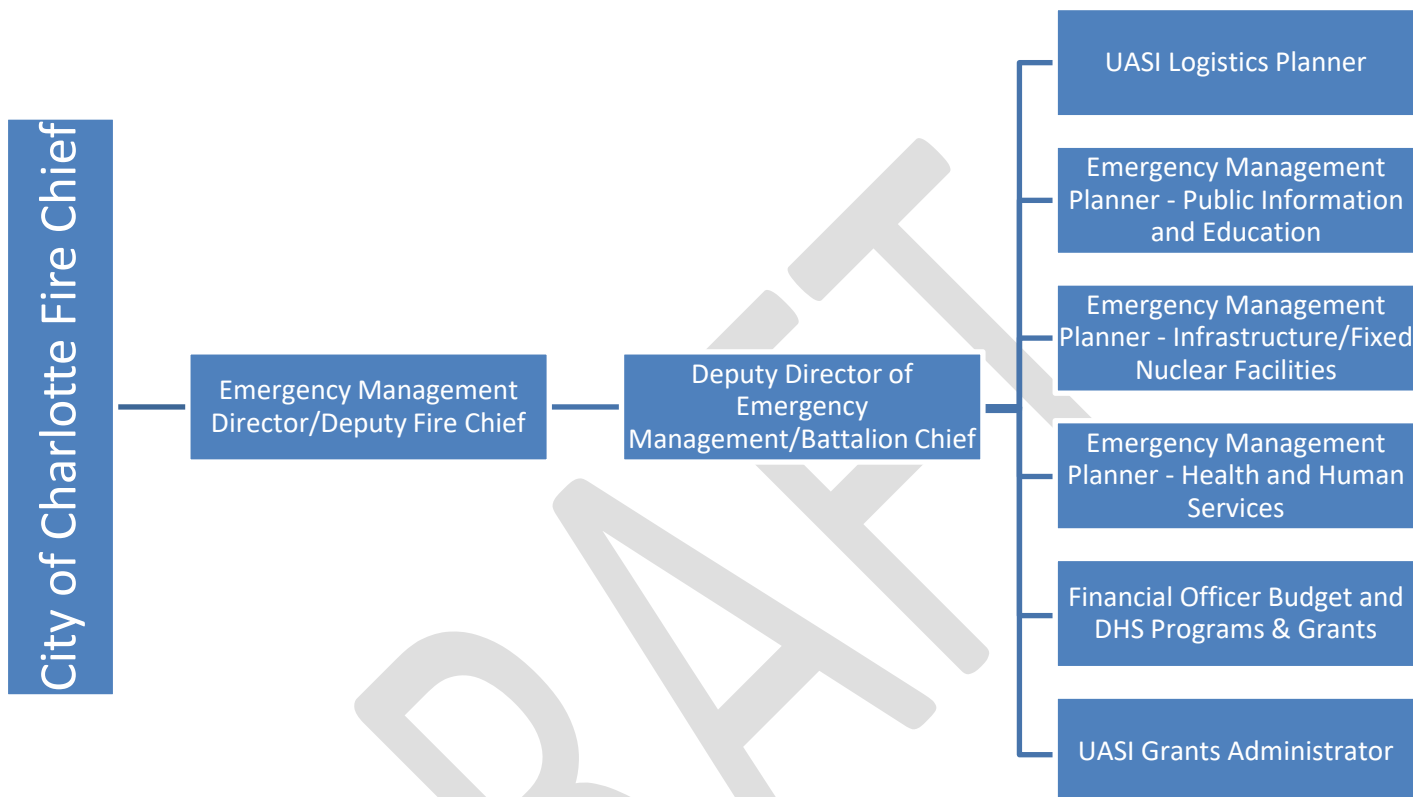 City of Charlotte Fire Chief
Emergency Management
Director/Deputy Fire Chief
Deputy Director of
Emergency
Management/Battalion Chief
UASI Logistics Planner
Emergency Management
Planner - Public Information
and Education
Emergency Management
Planner - Infrastructure/Fixed
Nuclear Facilities
Emergency Management
Planner - Health and Human
Services
Financial Officer Budget and
DHS Programs & Grants
UASI Grants Administrator
DRAFT